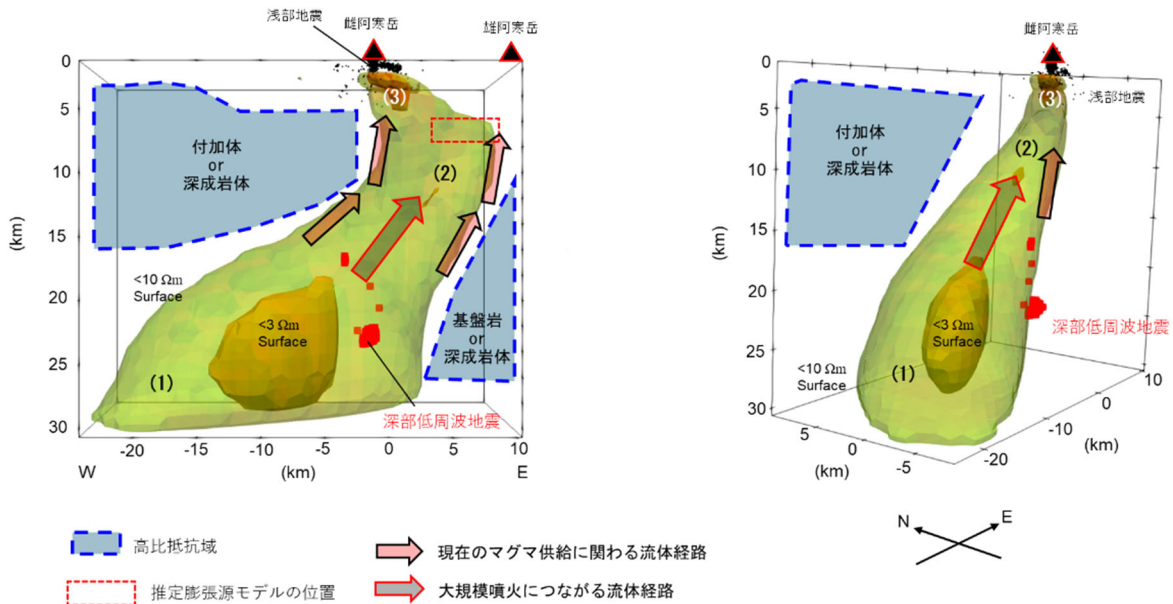 浅部地震
雌阿寒岳
雄阿寒岳
0
5
10
15
20
25
30
(km)
付加体
or
深成岩体
(3)
(2)
<10 Ωm
Surface
<3 Ωm
Surface
(1)
基盤岩
or
深成岩体
深部低周波地震
-20
-15
-10
-5
0
5
10
W
(km)
E
雌阿寒岳
浅部地震
0
5
10
15
20
25
30
(km)
付加体
or
深成岩体
(3)
(2)
<3 Ωm
Surface
深部低周波地震
(1)
<10 Ωm
Surface
5
0
-5
(km)
-20
-10
0
10
(km)
N
E
高比抵抗域
推定膨張源モデルの位置
現在のマグマ供給に関わる流体経路
大規模噴火につながる流体経路